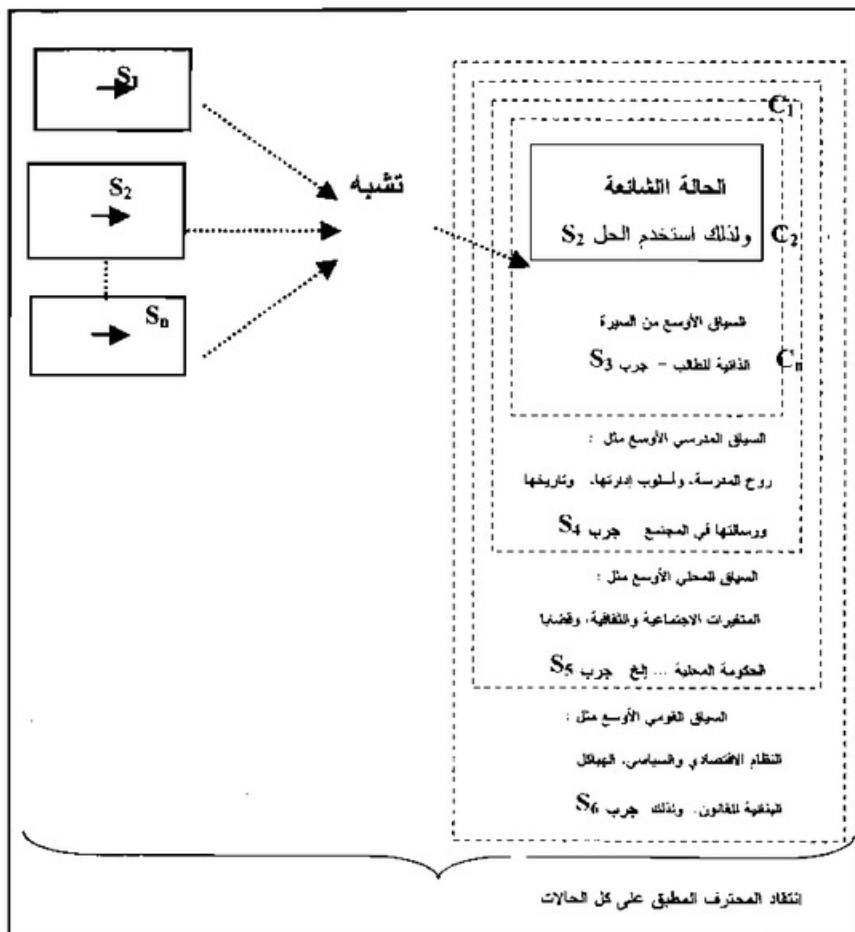 S1
C1
S2
تشبه
الحالة الشائعة
ولذلك استخدم الحل S2
C2
Sn
السياق الأوسع من السيرة
الذاتية للطالب - جرب S3
Cn
السياق المدرسي الأوسع مثل :
روح المدرسة، وأسلوب إدارتها، وتاريخها
ورسالتها في المجتمع جرب S4
السياق المحلي الأوسع مثل :
المتغيرات الاجتماعية والثقافية، وقضايا
الحكومة المحلية ... إلخ جرب S5
السياق القومي الأوسع مثل :
النظام الاقتصادي والسياسي، الهياكل
البنائية للقانون، ولذلك جرب S6
انتقاد المحترف المطبق على كل الحالات